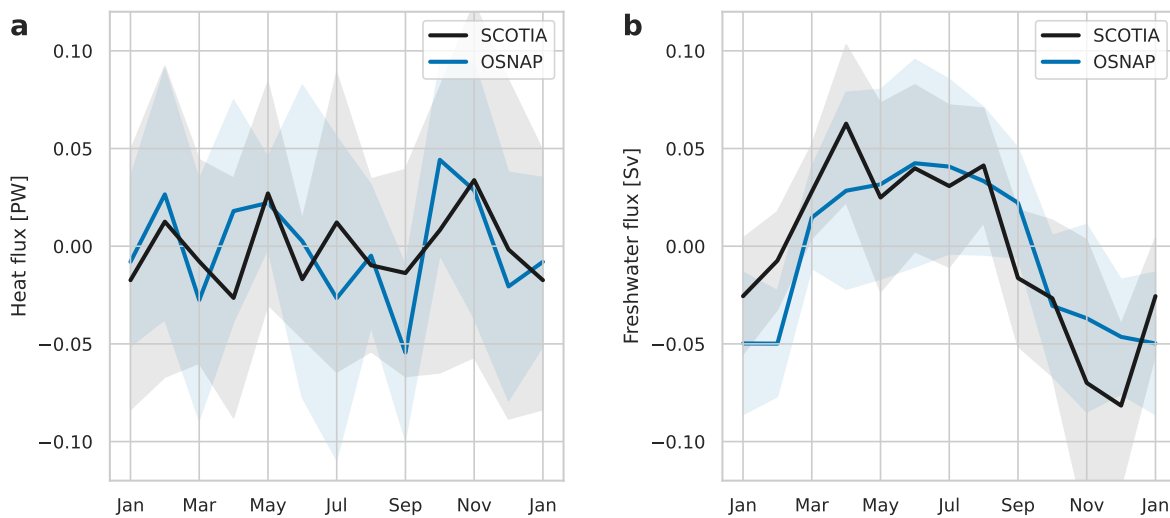 a
SCOTIA
OSNAP
Heat flux [PW]
0.10
0.05
0.00
−0.05
−0.10
Jan Mar May Jul Sep Nov Jan
b
SCOTIA
OSNAP
Freshwater flux [Sv]
0.10
0.05
0.00
−0.05
−0.10
Jan Mar May Jul Sep Nov Jan